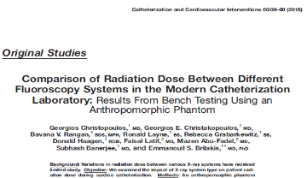 Catheterization and Cardiovascular Interventions 00:00–00 (2015)
Original Studies
Comparison of Radiation Dose Between Different
Fluoroscopy Systems in the Modern Catheterization
Laboratory: Results From Bench Testing Using an
Anthropomorphic Phantom
Georgios Christopoulos, MD, Georgios E. Christakopoulos, MD,
Bavana V. Rangan, BDS, MPH, Ronald Layne, BS, Rebecca Grabarkewitz, BS,
Donald Haagen, Faisal Latif, MD, Mazen Abu-Fadel, MD,
Subhash Banerjee, MD, and Emmanouil S. Brilakis, MD
Background: Variations in radiation dose between various X-ray systems have received
limited study. Objective: We examined the impact of X-ray system type on patient radi-
ation dose during cardiac catheterization. Methods: An anthropomorphic phantom